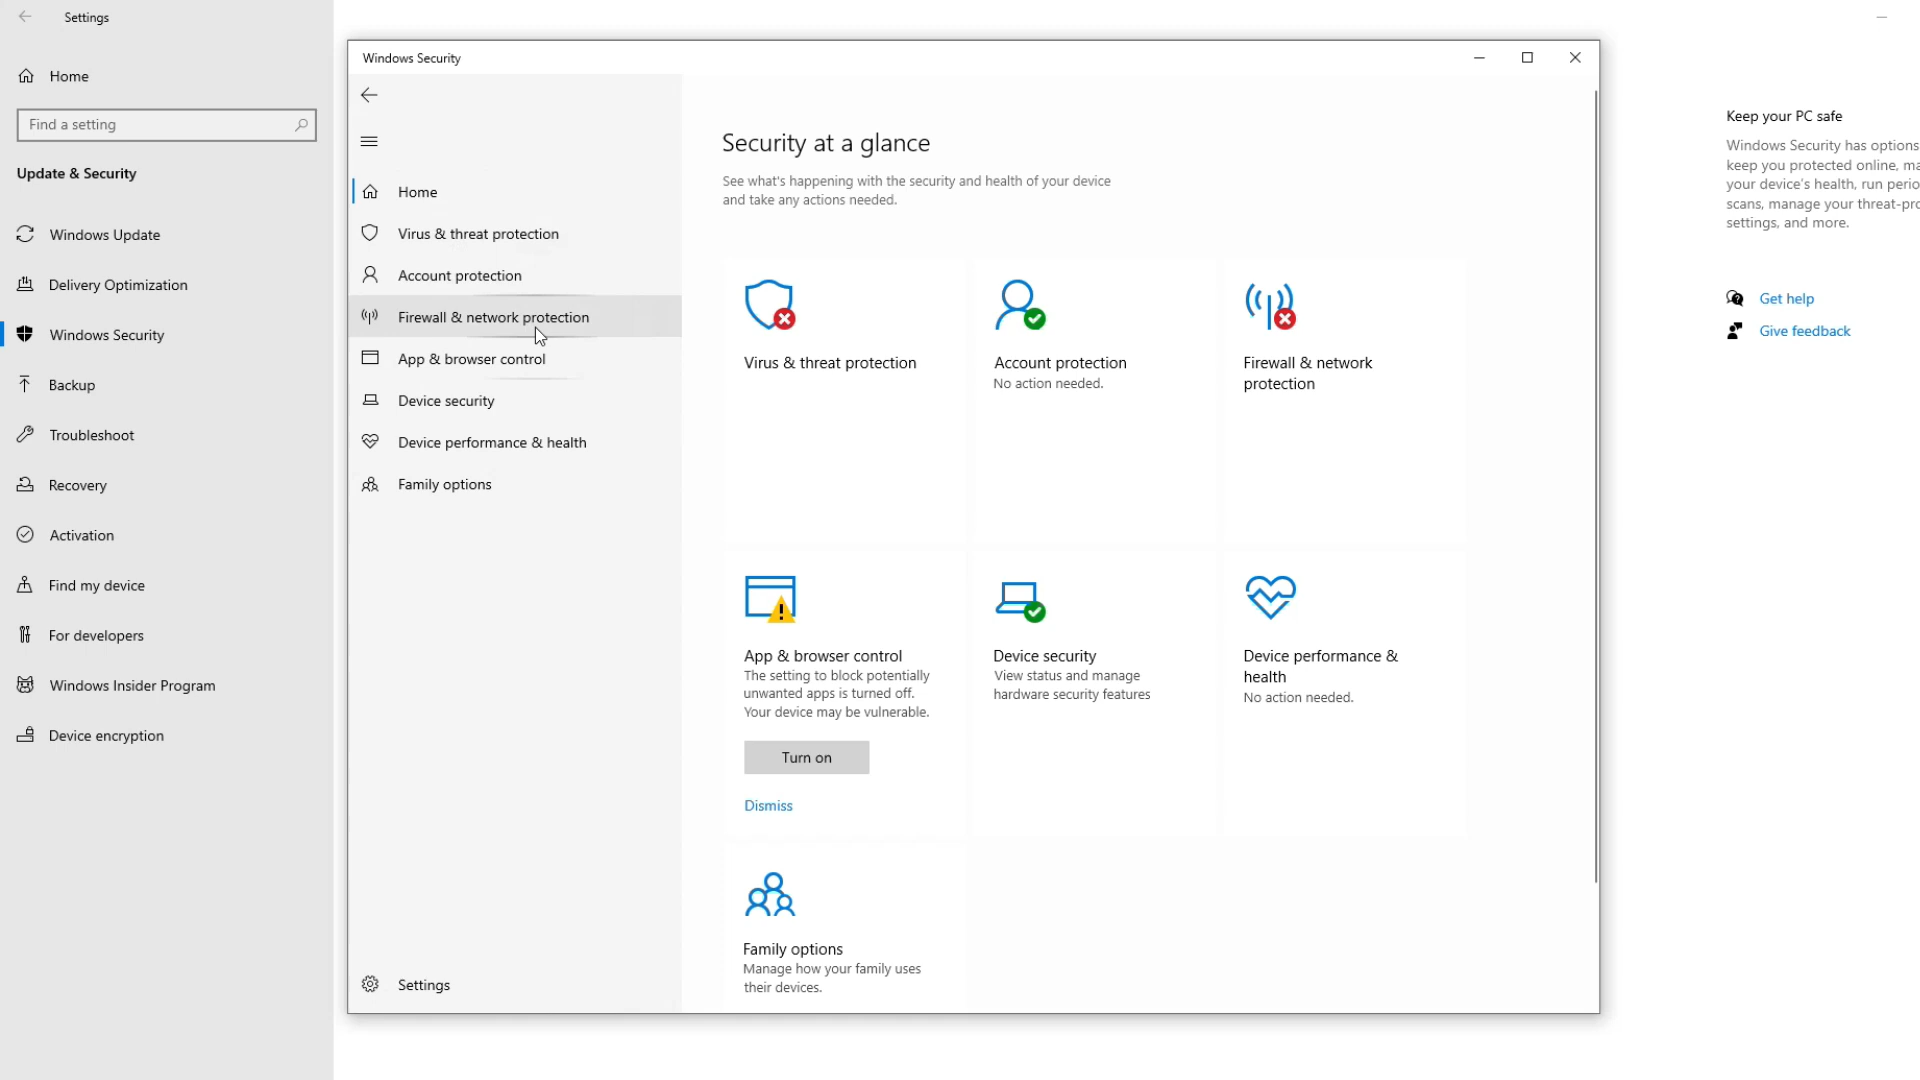 Settings
Home
Find a setting
Update & Security
Windows Update
Delivery Optimization
Windows Security
Backup
Troubleshoot
Recovery
Activation
Find my device
For developers
Windows Insider Program
Device encryption
Windows Security
Home
Virus & threat protection
Account protection
Firewall & network protection
App & browser control
Device security
Device performance & health
Family options
Settings
Security at a glance
See what's happening with the security and health of your device
and take any actions needed.
Virus & threat protection
Account protection
No action needed.
Firewall & network
protection
App & browser control
The setting to block potentially
unwanted apps is turned off.
Your device may be vulnerable.
Turn on
Dismiss
Device security
View status and manage
hardware security features
Device performance &
health
No action needed.
Family options
Manage how your family uses
their devices.
Keep your PC safe
Windows Security has options
keep you protected online, ma
your device's health, run perio
scans, manage your threat-pro
settings, and more.
Get help
Give feedback